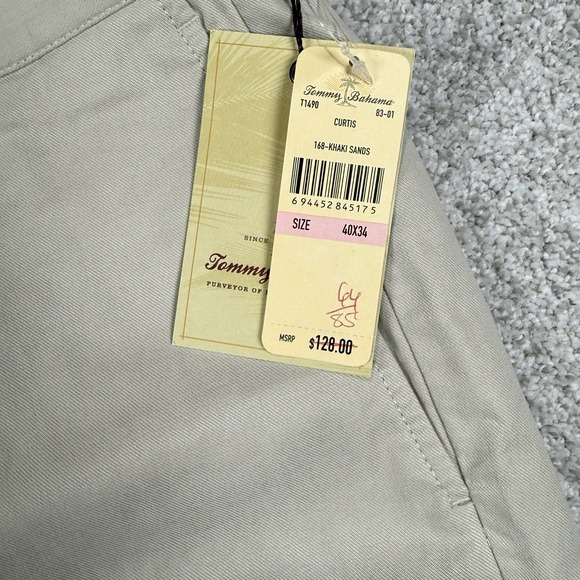 Tommy Bahama
T1490 83-01
CURTIS
168-KHAKI SANDS
6 94452 84517 5
SIZE 40X34
64
85
MSRP $128.00
SINCE
Tommy
PURVEYOR OF